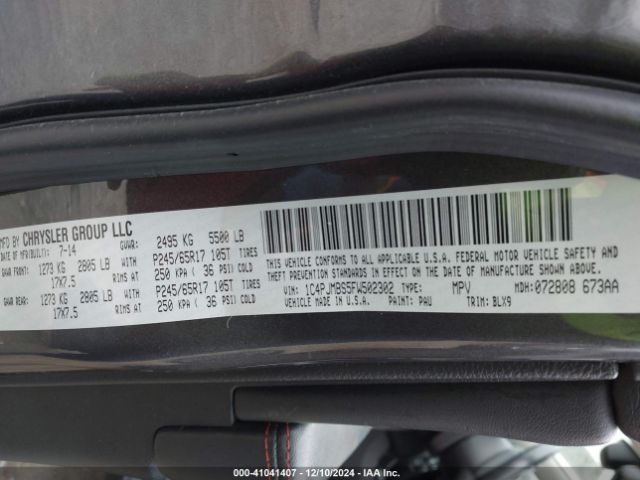 MFD BY CHRYSLER GROUP LLC
DATE OF MFR/BUILT: 7-14 GVWR: 2495 KG 5500 LB
GAWR FRONT: 1273 KG 2805 LB WITH P245/65R17 105T TIRES
17X7.5 RIMS AT 250 KPA ( 36 PSI) COLD
GAWR REAR: 1273 KG 2805 LB WITH P245/65R17 105T TIRES
17X7.5 RIMS AT 250 KPA ( 36 PSI) COLD
THIS VEHICLE CONFORMS TO ALL APPLICABLE U.S.A. FEDERAL MOTOR VEHICLE SAFETY AND
THEFT PREVENTION STANDARDS IN EFFECT ON THE DATE OF MANUFACTURE SHOWN ABOVE.
VIN: 1C4PJMBS5FW502302 TYPE: MPV MDH: 072808 673AA
VEHICLE MADE IN U.S.A. PAINT: PAU TRIM: BLX9
000-41041407 - 12/10/2024 - IAA Inc.